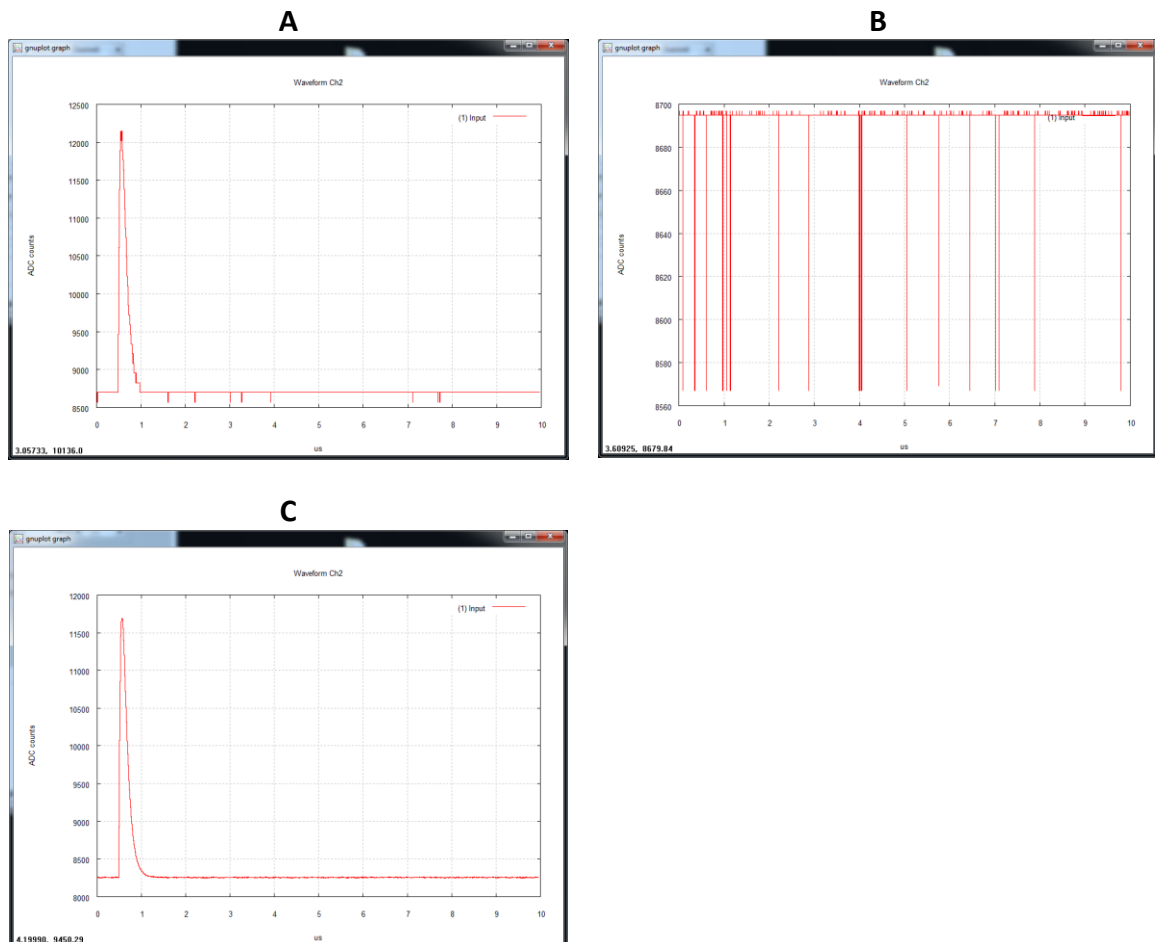 A
gnuplot graph
Waveform Ch2
(1) Input
12500
12000
11500
11000
10500
10000
9500
9000
8500
ADC counts
0 1 2 3 4 5 6 7 8 9 10
us
3.05733, 10136.0
B
gnuplot graph
Waveform Ch2
(1) Input
8700
8680
8660
8640
8620
8600
8580
8560
ADC counts
0 1 2 3 4 5 6 7 8 9 10
us
3.60925, 8679.84
C
gnuplot graph
Waveform Ch2
(1) Input
12000
11500
11000
10500
10000
9500
9000
8500
8000
ADC counts
0 1 2 3 4 5 6 7 8 9 10
us
4.19990, 9450.29